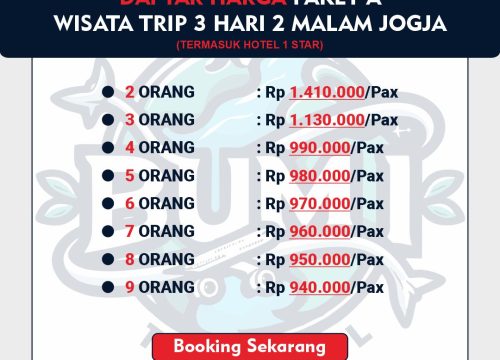 DAFTAR HARGA PAKET A
WISATA TRIP 3 HARI 2 MALAM JOGJA
(TERMASUK HOTEL 1 STAR)
2 ORANG : Rp 1.410.000/Pax
3 ORANG : Rp 1.130.000/Pax
4 ORANG : Rp 990.000/Pax
5 ORANG : Rp 980.000/Pax
6 ORANG : Rp 970.000/Pax
7 ORANG : Rp 960.000/Pax
8 ORANG : Rp 950.000/Pax
9 ORANG : Rp 940.000/Pax
BUMI
Booking Sekarang